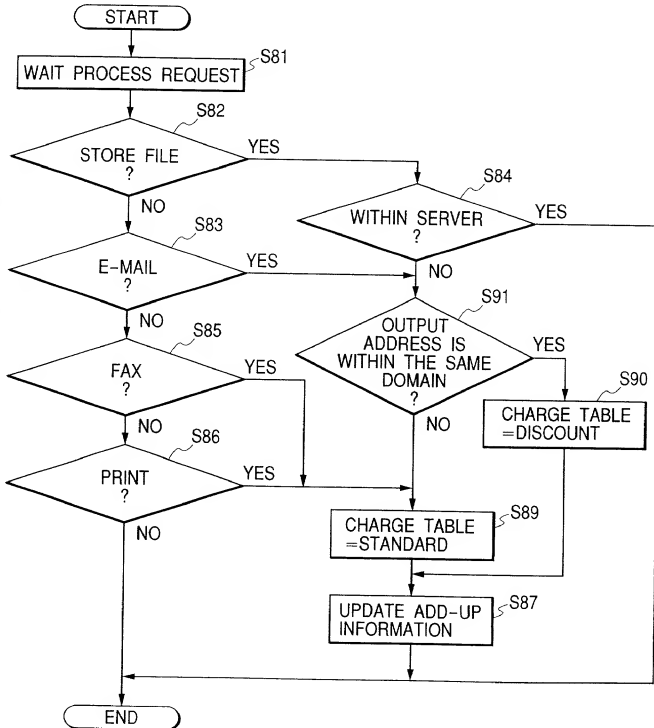 START
WAIT PROCESS REQUEST
S81
STORE FILE
?
S82
YES
NO
WITHIN SERVER
?
S84
YES
NO
E-MAIL
?
S83
YES
NO
OUTPUT
ADDRESS IS
WITHIN THE SAME
DOMAIN
?
S91
YES
NO
FAX
?
S85
YES
NO
CHARGE TABLE
=DISCOUNT
S90
PRINT
?
S86
YES
NO
CHARGE TABLE
=STANDARD
S89
UPDATE ADD-UP
INFORMATION
S87
END